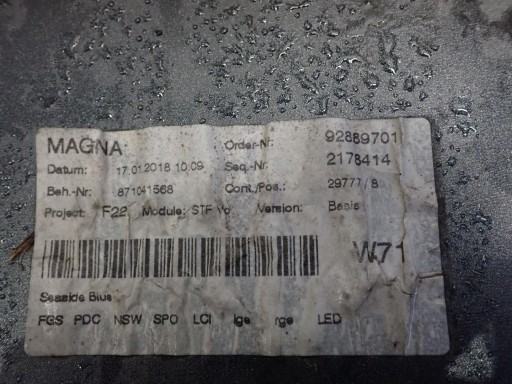 MAGNA Order-Nr: 92889701
Datum: 17.01.2018 10:09 Seq.-Nr: 2178414
Beh.-Nr: 871041568 Cont./Pos.: 29777 / 8
Project: F22 Module: STF Vo Version: Basis
W71
Seaside Blue
FGS PDC NSW SPO LCI lge rge LED